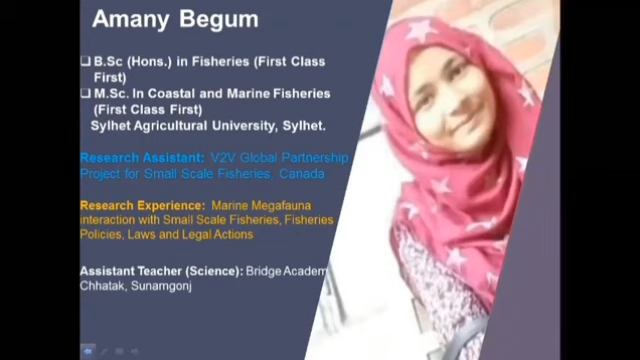 Amany Begum
B.Sc (Hons.) in Fisheries (First Class
First)
M.Sc. In Coastal and Marine Fisheries
(First Class First)
Sylhet Agricultural University, Sylhet.
Research Assistant: V2V Global Partnership
Project for Small Scale Fisheries, Canada
Research Experience: Marine Megafauna
interaction with Small Scale Fisheries, Fisheries
Policies, Laws and Legal Actions
Assistant Teacher (Science): Bridge Academ
Chhatak, Sunamgonj